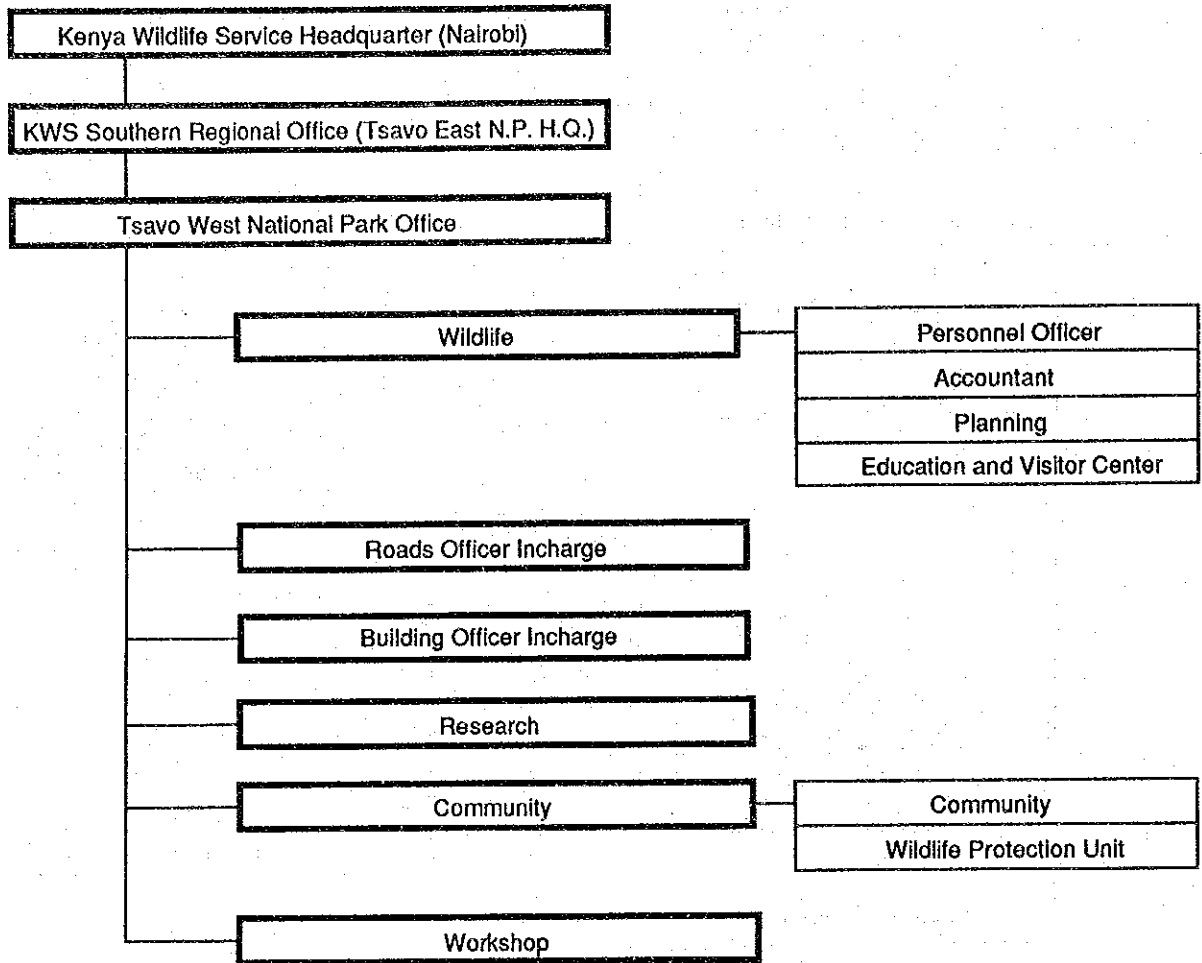 Kenya Wildlife Service Headquarter (Nairobi)
KWS Southern Regional Office (Tsavo East N.P. H.Q.)
Tsavo West National Park Office
Wildlife
Personnel Officer
Accountant
Planning
Education and Visitor Center
Roads Officer Incharge
Building Officer Incharge
Research
Community
Community
Wildlife Protection Unit
Workshop